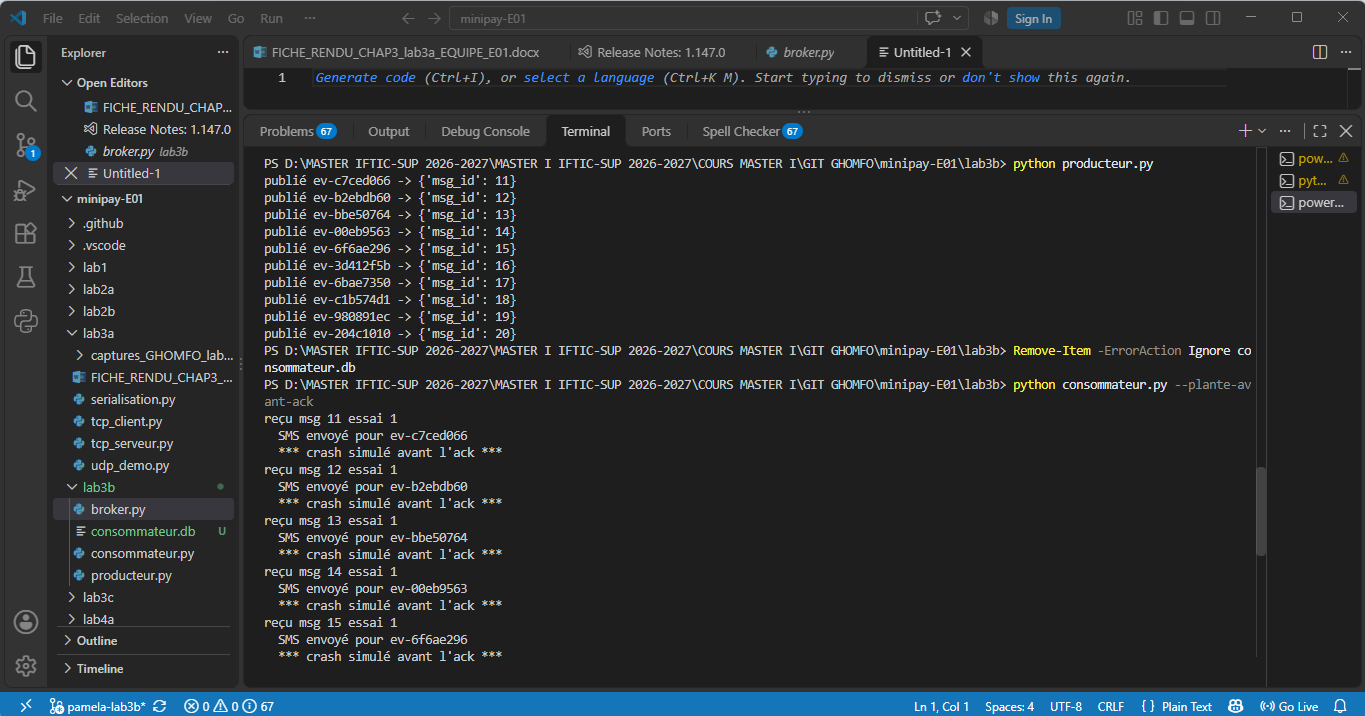 File Edit Selection View Go Run ··· minipay-E01 Sign In
Explorer ···
Open Editors
FICHE_RENDU_CHAP...
Release Notes: 1.147.0
broker.py lab3b
Untitled-1
minipay-E01
.github
.vscode
lab1
lab2a
lab2b
lab3a
captures_GHOMFO_lab...
FICHE_RENDU_CHAP3_...
serialisation.py
tcp_client.py
tcp_serveur.py
udp_demo.py
lab3b
broker.py
consommateur.db U
consommateur.py
producteur.py
lab3c
lab4a
Outline
Timeline
1
FICHE_RENDU_CHAP3_lab3a_EQUIPE_E01.docx Release Notes: 1.147.0 broker.py Untitled-1
1 Generate code (Ctrl+I), or select a language (Ctrl+K M). Start typing to dismiss or don't show this again.
Problems 67 Output Debug Console Terminal Ports Spell Checker 67
PS D:\MASTER IFTIC-SUP 2026-2027\MASTER I IFTIC-SUP 2026-2027\COURS MASTER I\GIT GHOMFO\minipay-E01\lab3b> python producteur.py
publié ev-c7ced066 -> {'msg_id': 11}
publié ev-b2ebdb60 -> {'msg_id': 12}
publié ev-bbe50764 -> {'msg_id': 13}
publié ev-00eb9563 -> {'msg_id': 14}
publié ev-6f6ae296 -> {'msg_id': 15}
publié ev-3d412f5b -> {'msg_id': 16}
publié ev-6bae7350 -> {'msg_id': 17}
publié ev-c1b574d1 -> {'msg_id': 18}
publié ev-980891ec -> {'msg_id': 19}
publié ev-204c1010 -> {'msg_id': 20}
PS D:\MASTER IFTIC-SUP 2026-2027\MASTER I IFTIC-SUP 2026-2027\COURS MASTER I\GIT GHOMFO\minipay-E01\lab3b> Remove-Item -ErrorAction Ignore co
nsommateur.db
PS D:\MASTER IFTIC-SUP 2026-2027\MASTER I IFTIC-SUP 2026-2027\COURS MASTER I\GIT GHOMFO\minipay-E01\lab3b> python consommateur.py --plante-av
ant-ack
reçu msg 11 essai 1
SMS envoyé pour ev-c7ced066
*** crash simulé avant l'ack ***
reçu msg 12 essai 1
SMS envoyé pour ev-b2ebdb60
*** crash simulé avant l'ack ***
reçu msg 13 essai 1
SMS envoyé pour ev-bbe50764
*** crash simulé avant l'ack ***
reçu msg 14 essai 1
SMS envoyé pour ev-00eb9563
*** crash simulé avant l'ack ***
reçu msg 15 essai 1
SMS envoyé pour ev-6f6ae296
*** crash simulé avant l'ack ***
pow...
pyt...
power...
pamela-lab3b* 0 0 67 Ln 1, Col 1 Spaces: 4 UTF-8 CRLF { } Plain Text Go Live